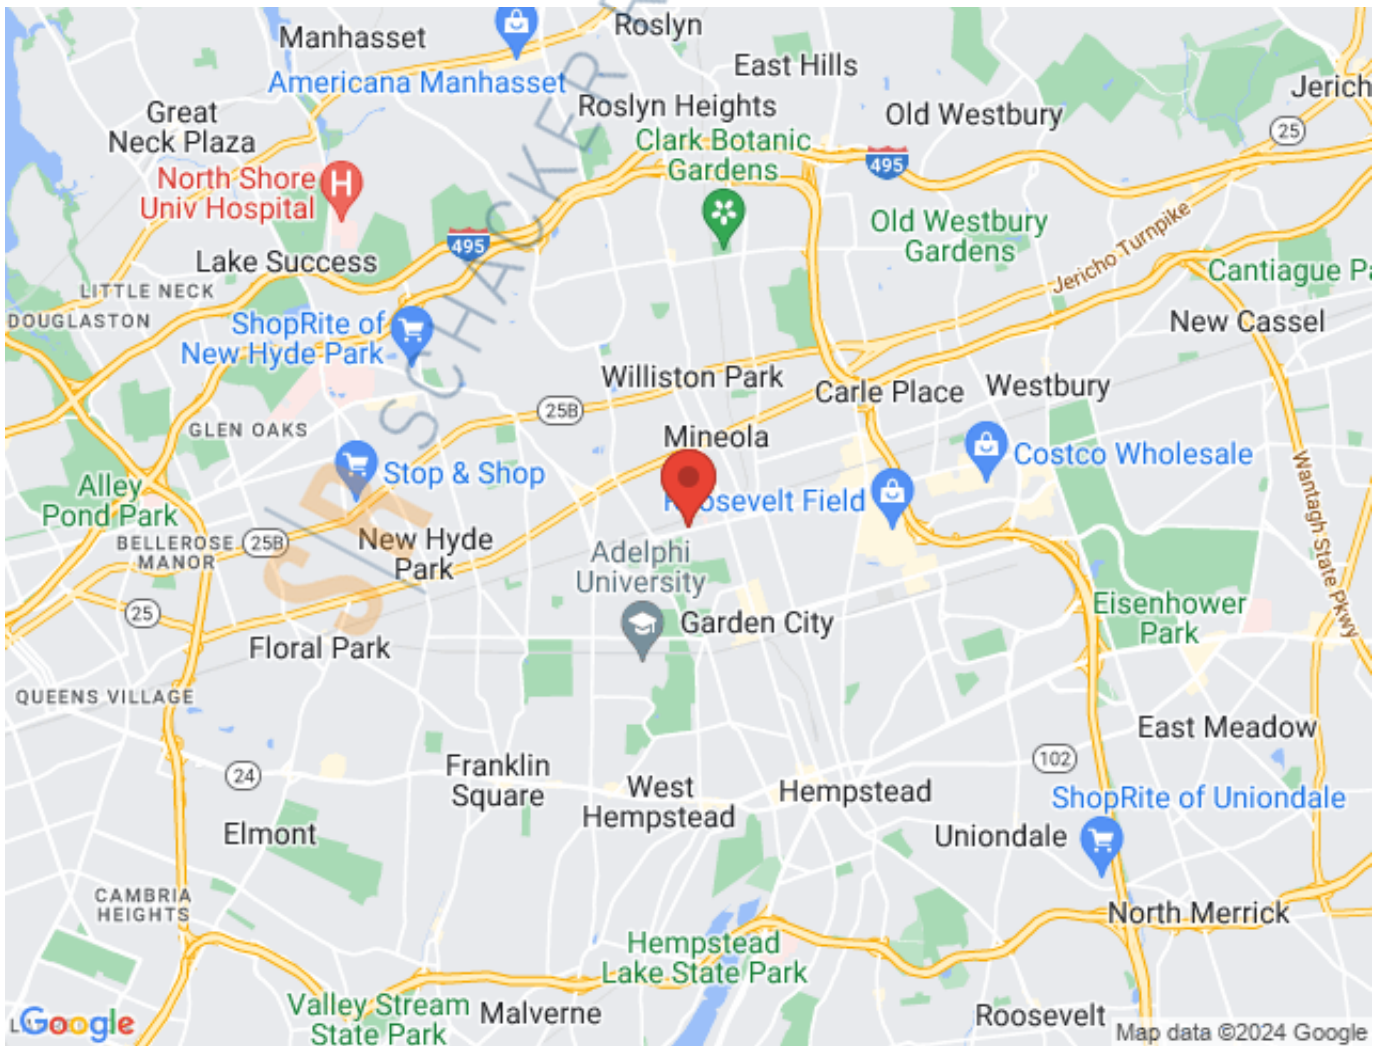 Manhasset
Roslyn
Americana Manhasset
East Hills
Jerich
Great
Neck Plaza
Roslyn Heights
Old Westbury
25
Clark Botanic
Gardens
495
North Shore
Univ Hospital
H
495
Old Westbury
Gardens
Jericho Turnpike
Lake Success
LITTLE NECK
DOUGLASTON
Cantiague Pa
ShopRite of
New Hyde Park
New Cassel
Williston Park
Carle Place
Westbury
25B
GLEN OAKS
Mineola
Stop & Shop
Costco Wholesale
Alley
Pond Park
Roosevelt Field
Wantagh State Pkwy
BELLEROSE
MANOR
25B
New Hyde
Park
Adelphi
University
25
Garden City
Eisenhower
Park
Floral Park
QUEENS VILLAGE
East Meadow
24
Franklin
Square
West
Hempstead
Hempstead
102
ShopRite of Uniondale
Elmont
Uniondale
CAMBRIA
HEIGHTS
North Merrick
Hempstead
Lake State Park
Valley Stream
State Park
Malverne
Roosevelt
Google
Map data ©2024 Google
SIR SCHACKER R